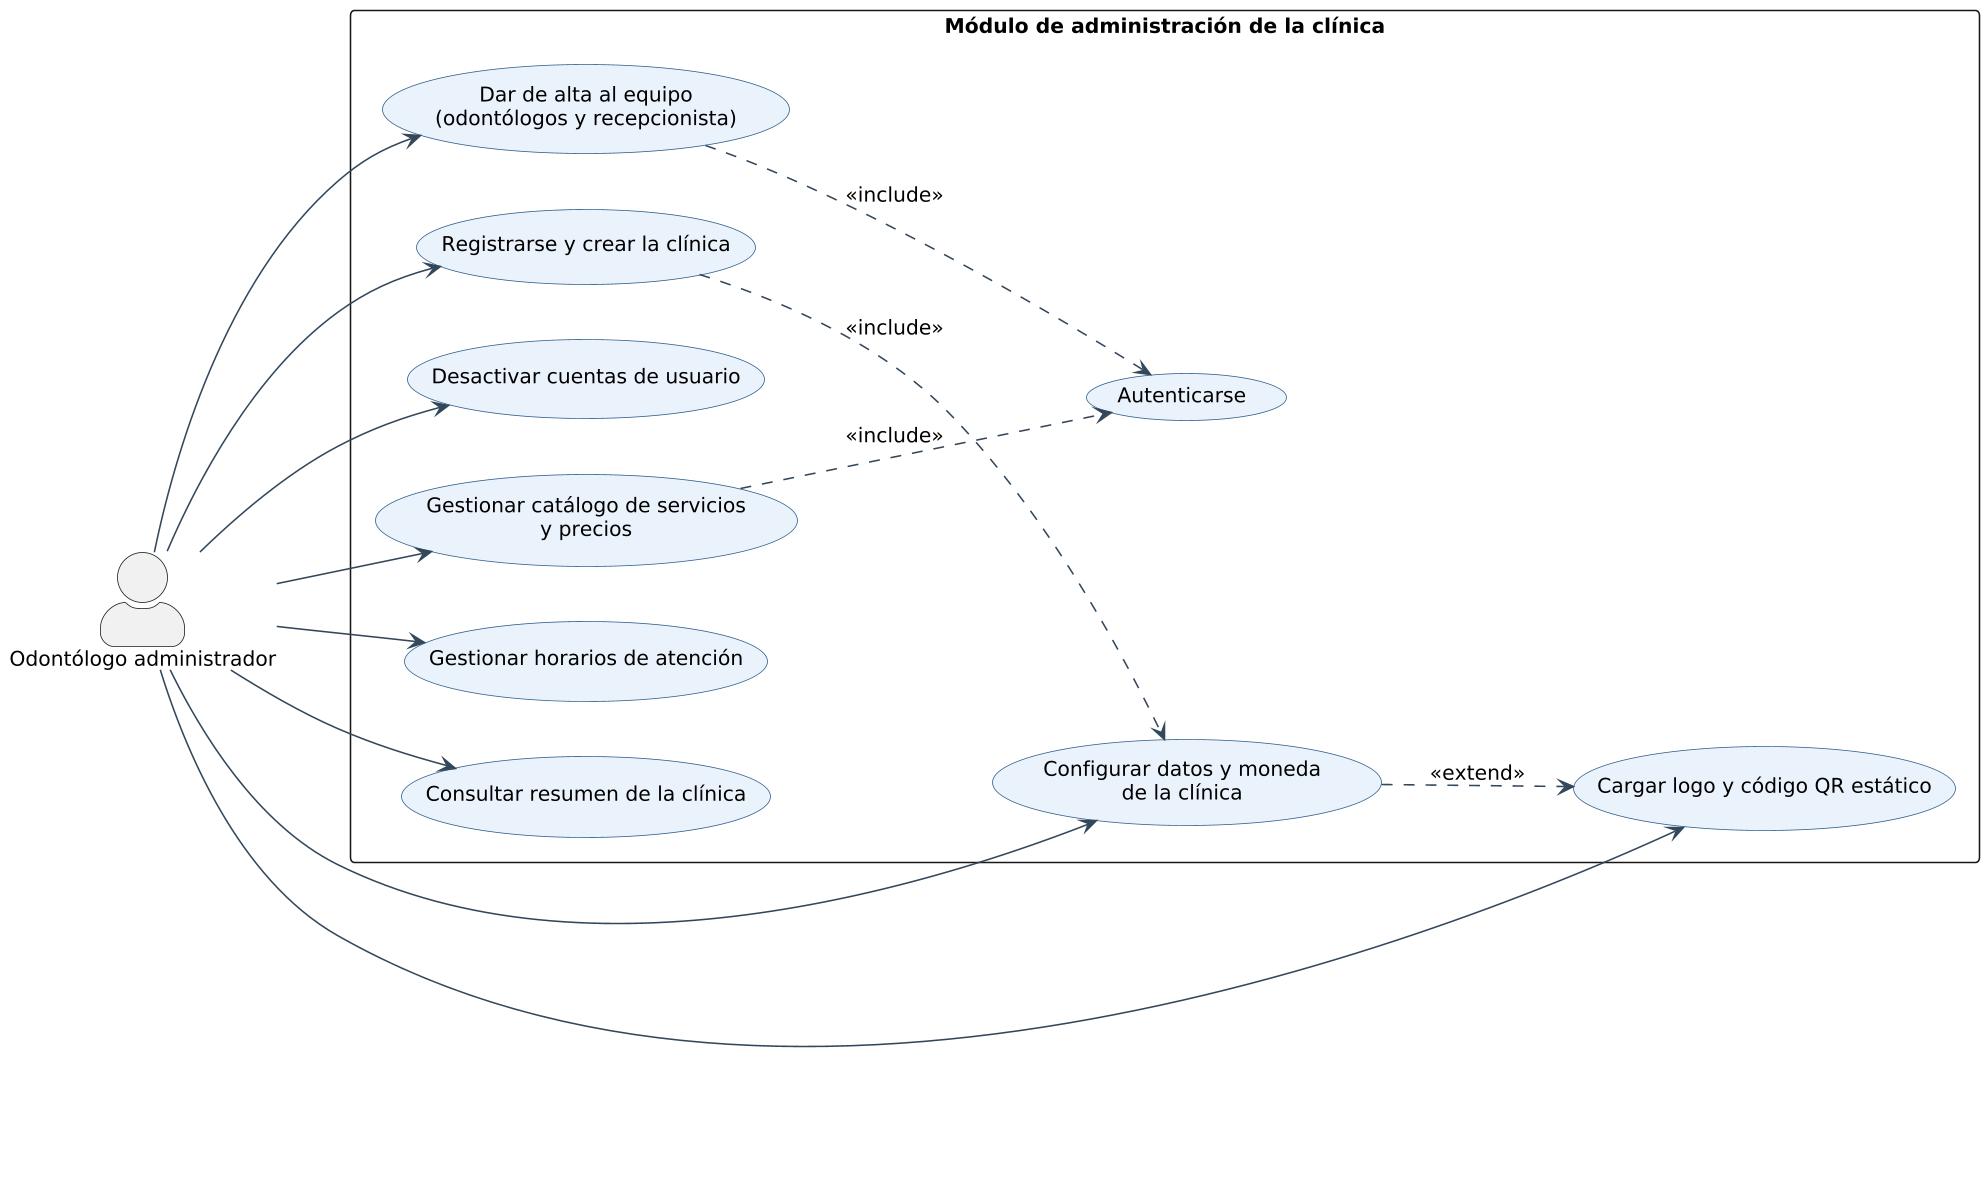 Módulo de administración de la clínica
Dar de alta al equipo
(odontólogos y recepcionista)
«include»
Registrarse y crear la clínica
«include»
Desactivar cuentas de usuario
Autenticarse
«include»
Gestionar catálogo de servicios
y precios
Odontólogo administrador
Gestionar horarios de atención
Consultar resumen de la clínica
Configurar datos y moneda
de la clínica
«extend»
Cargar logo y código QR estático